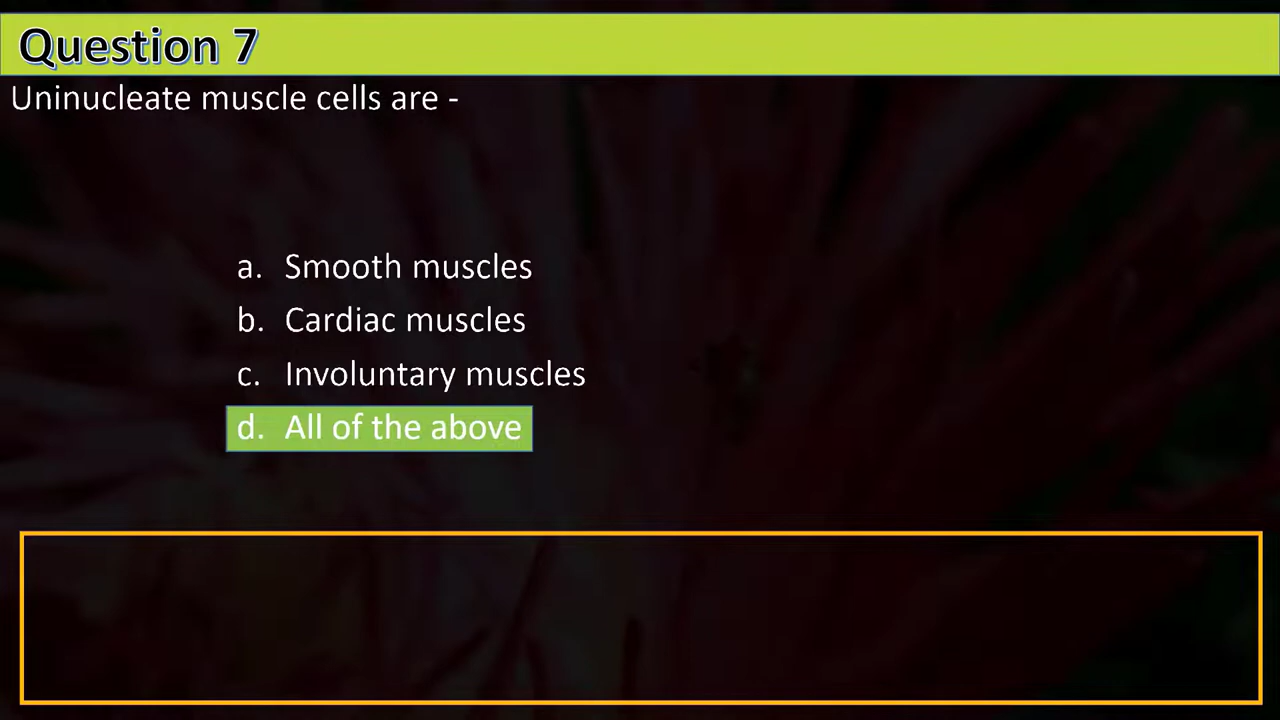 Question 7
Uninucleate muscle cells are -
a. Smooth muscles
b. Cardiac muscles
c. Involuntary muscles
d. All of the above